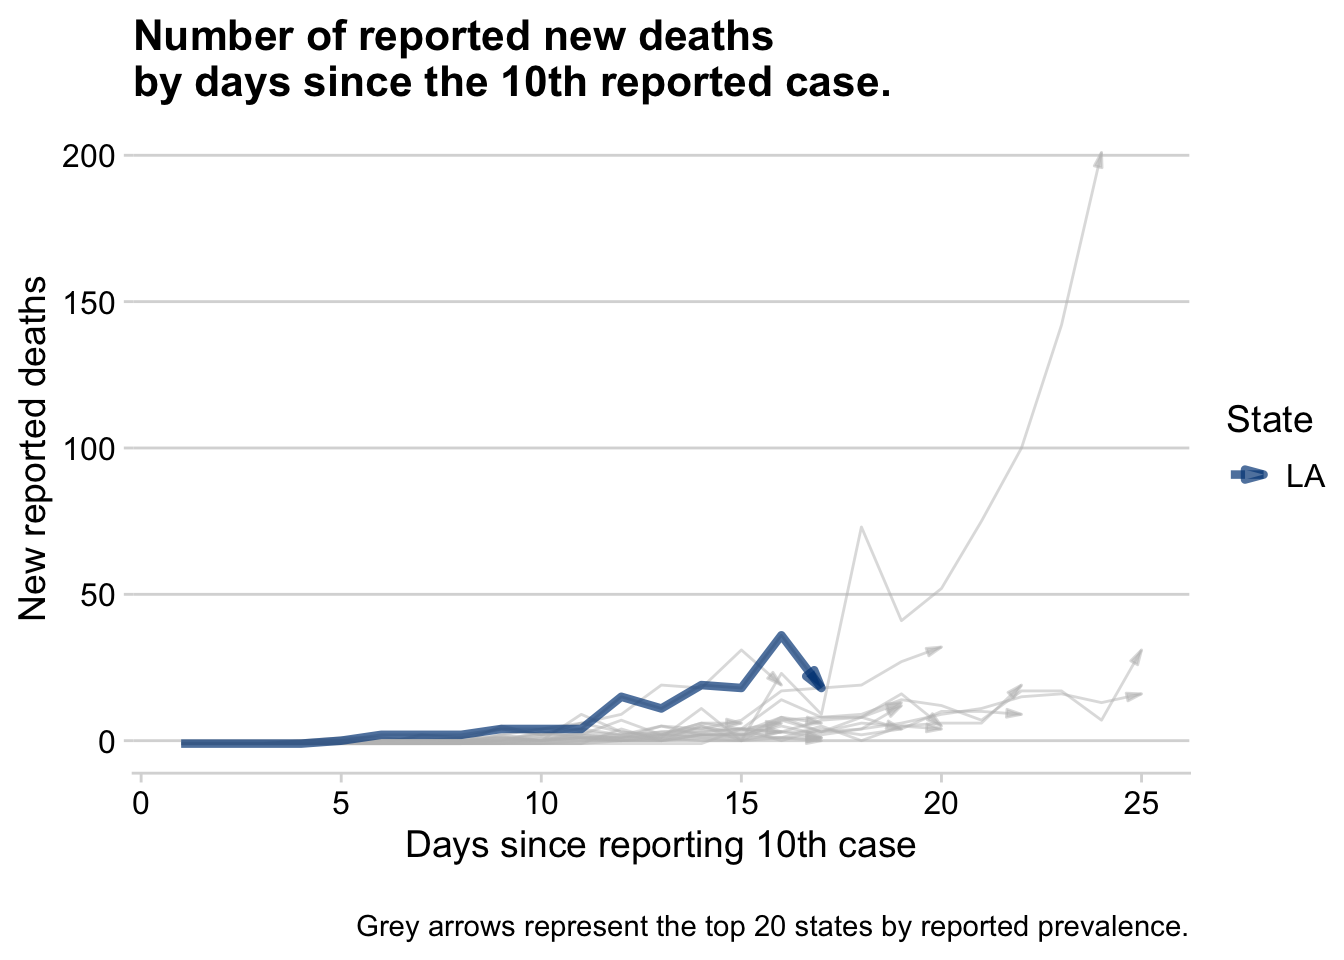 Number of reported new deaths
by days since the 10th reported case.
200
150
100
50
0
New reported deaths
0 5 10 15 20 25
Days since reporting 10th case
State
LA
Grey arrows represent the top 20 states by reported prevalence.